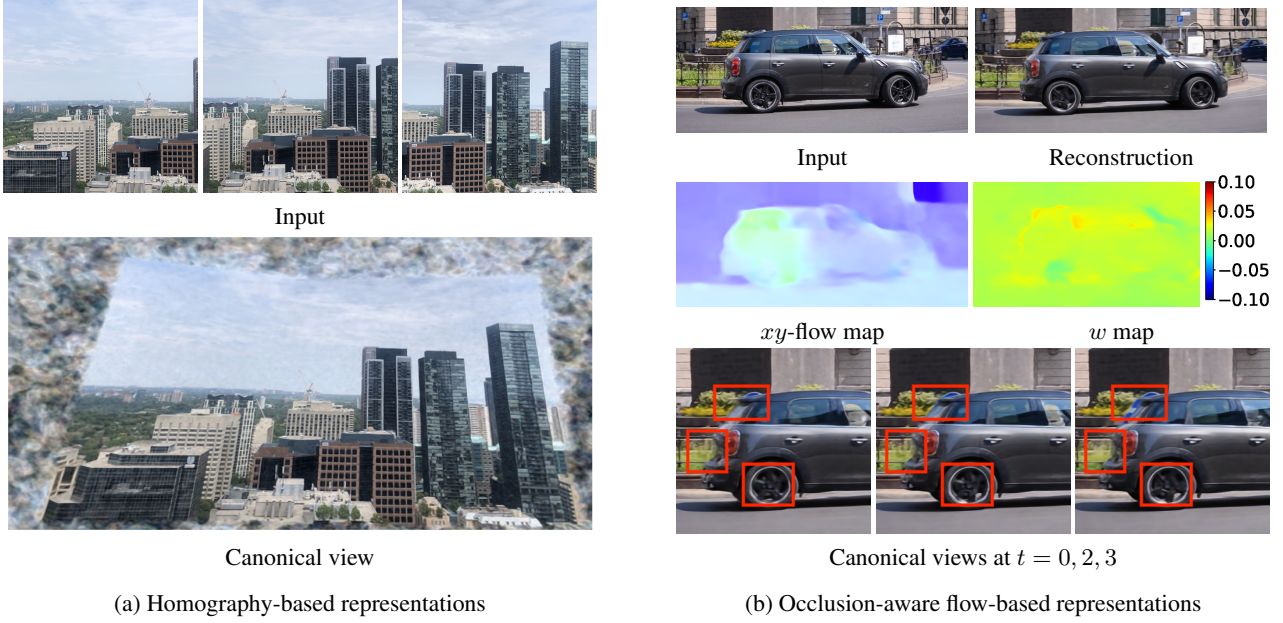 Input
Canonical view
(a) Homography-based representations
Input
Reconstruction
0.10
0.05
0.00
−0.05
−0.10
xy-flow map
w map
Canonical views at t = 0, 2, 3
(b) Occlusion-aware flow-based representations